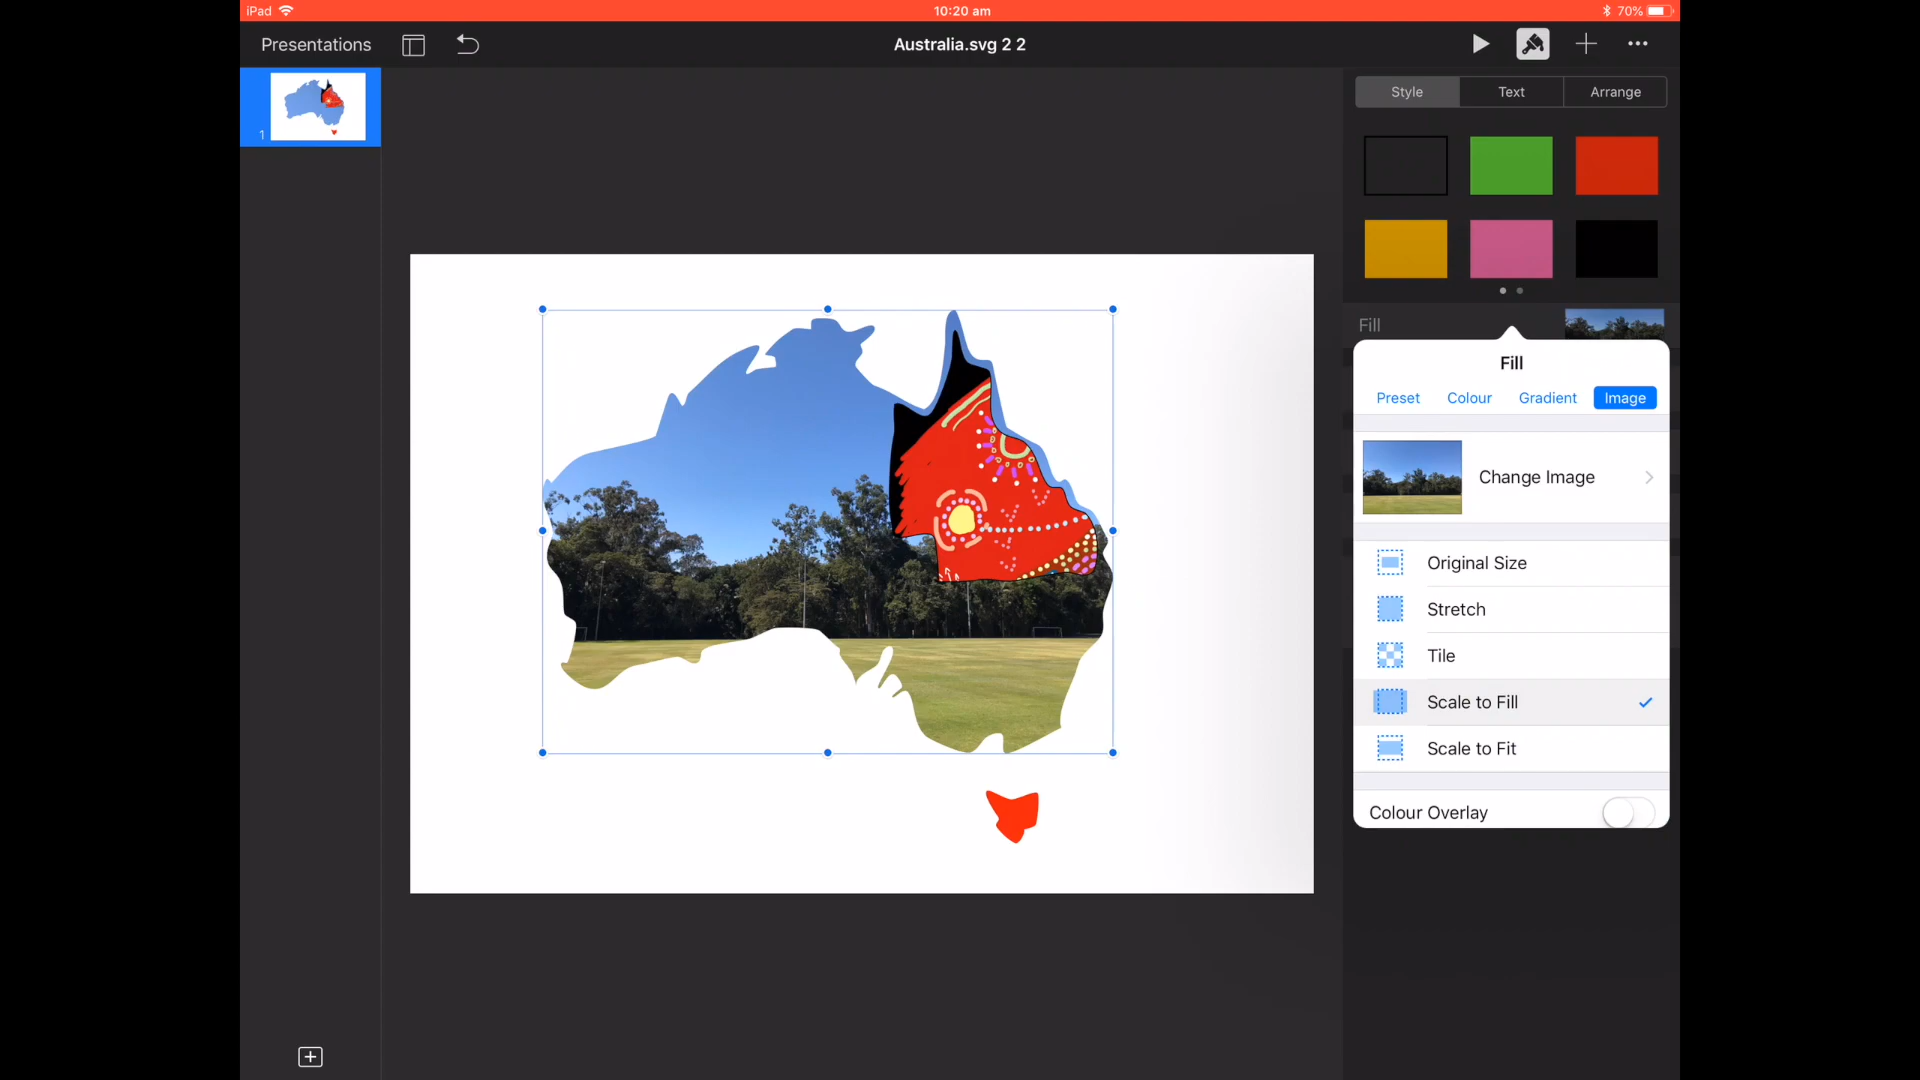 iPad
10:20 am
70%
Presentations
Australia.svg 2 2
Style
Text
Arrange
1
Fill
Fill
Preset
Colour
Gradient
Image
Change Image
Original Size
Stretch
Tile
Scale to Fill
Scale to Fit
Colour Overlay